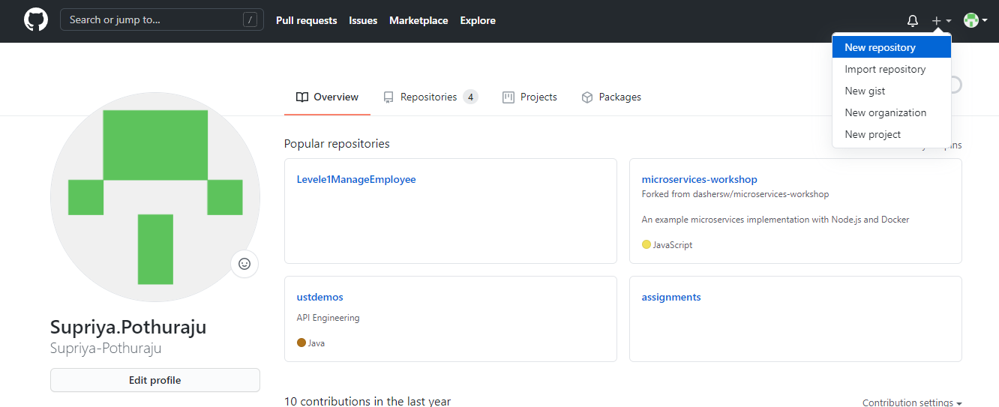 Search or jump to... / Pull requests Issues Marketplace Explore
New repository
Import repository
New gist
New organization
New project
Overview Repositories 4 Projects Packages
Popular repositories
Levele1ManageEmployee
microservices-workshop
Forked from dashersw/microservices-workshop
An example microservices implementation with Node.js and Docker
JavaScript
ustdemos
API Engineering
Java
assignments
Supriya.Pothuraju
Supriya-Pothuraju
Edit profile
10 contributions in the last year
Contribution settings